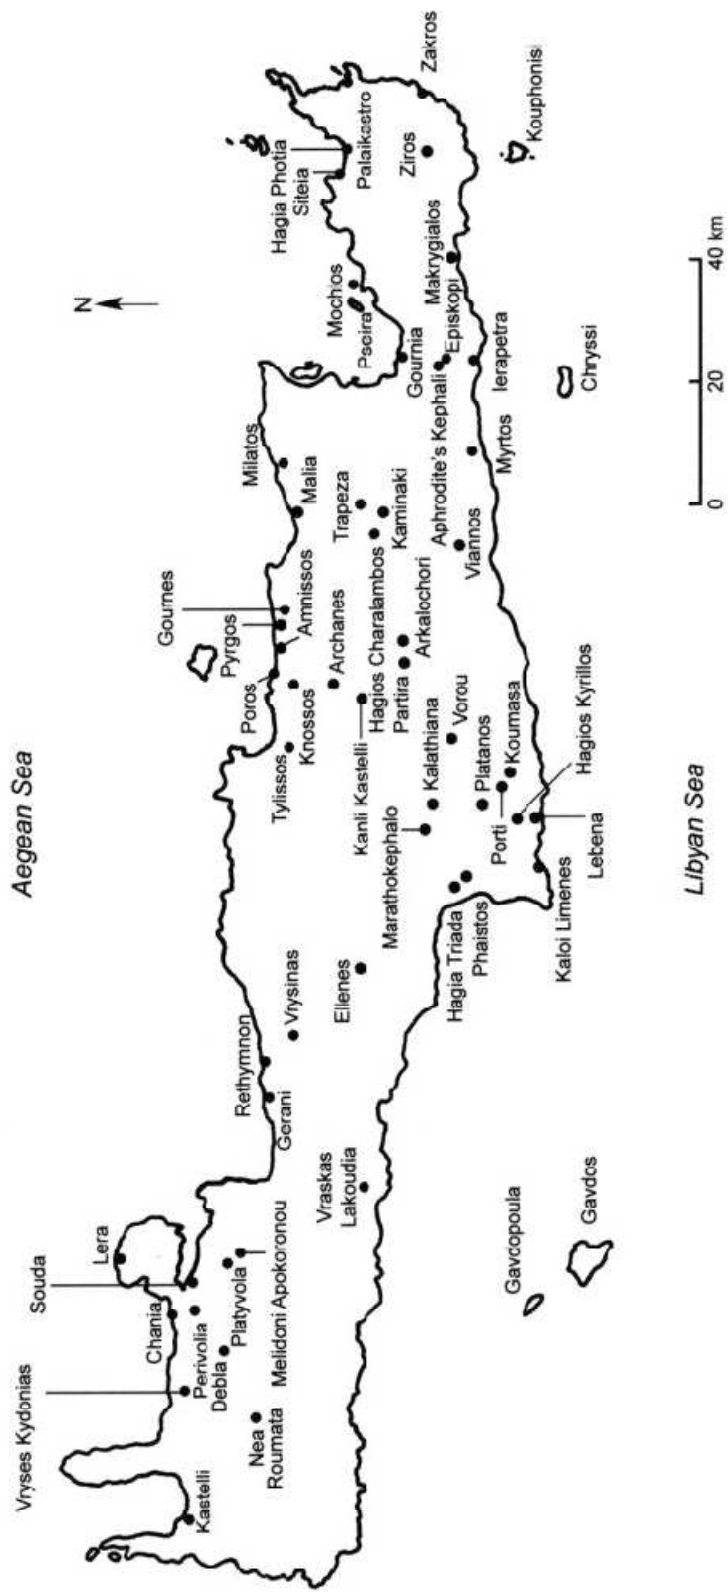 Aegean Sea
N
Vryses Kydonias
Souda
Lera
Chania
Kastelli
Perivolia
Debla
Platyvola
Melidoni Apokoronou
Nea
Roumata
Vraskas
Lakoudia
Rethymnon
Gerani
Vrysinas
Ellenes
Gavdopoula
Gavdos
Gournes
Pyrgos
Poros
Amnissos
Tylissos
Knossos
Archanes
Kanli Kastelli
Hagios Charalambos
Partira
Arkalochori
Marathokephalo
Kalathiana
Vorou
Hagia Triada
Phaistos
Platanos
Porti
Koumasa
Hagios Kyrillos
Lebena
Kaloi Limenes
Milatos
Malia
Trapeza
Kaminaki
Viannos
Myrtos
Aphrodite's Kephali
Episkopi
Ierapetra
Gournia
Pseira
Mochlos
Makrygialos
Hagia Photia
Siteia
Palaikastro
Ziros
Zakros
Kouphonisi
Chryssi
Libyan Sea
0 20 40 km